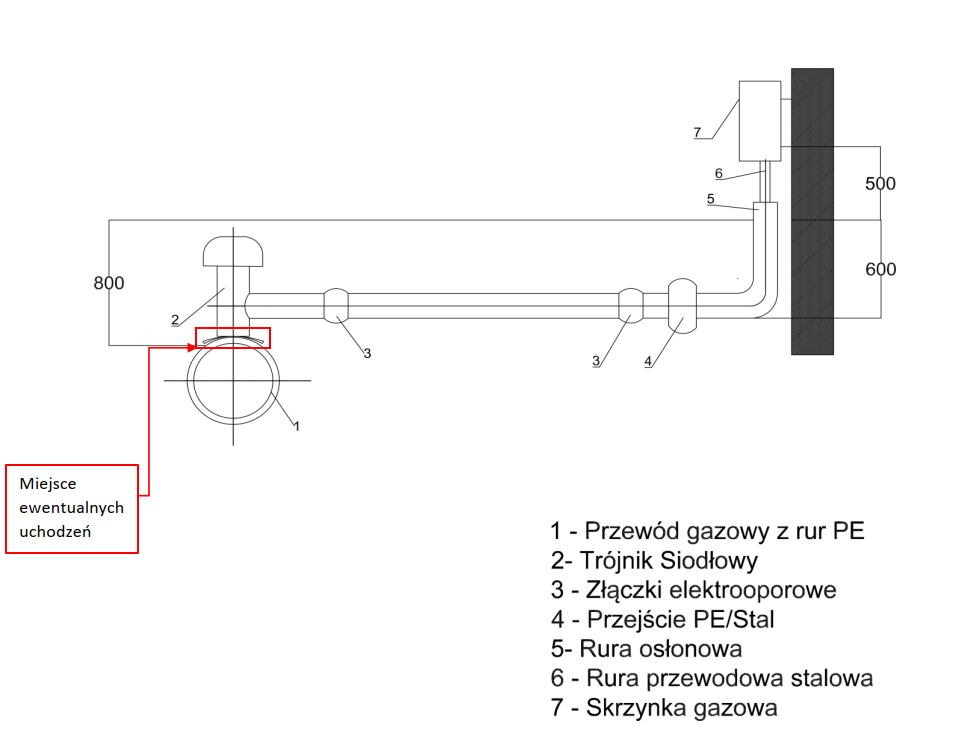 7
6
5
500
800
600
2
3
3
4
1
Miejsce
ewentualnych
uchodzeń
1 - Przewód gazowy z rur PE
2- Trójnik Siodłowy
3 - Złączki elektrooporowe
4 - Przejście PE/Stal
5- Rura osłonowa
6 - Rura przewodowa stalowa
7 - Skrzynka gazowa